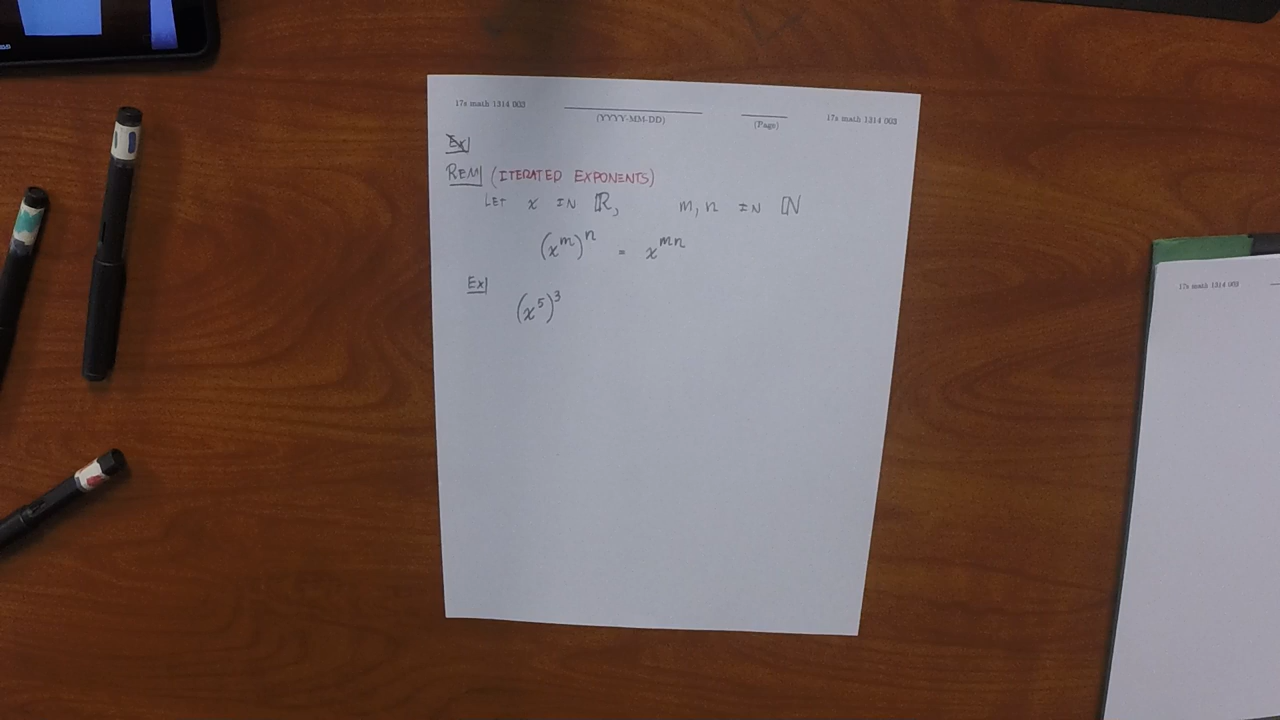 17s math 1314 003 (YYYY-MM-DD) (Page) 17s math 1314 003
Ex
REM (ITERATED EXPONENTS)
LET x IN ℝ, m, n IN ℕ
(x^m)^n = x^{mn}
Ex
(x^5)^3
17s math 1314 003